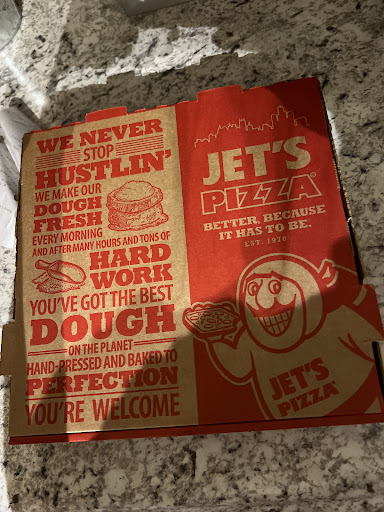 WE NEVER
STOP
HUSTLIN'
WE MAKE OUR
DOUGH
FRESH
EVERY MORNING
AND AFTER MANY HOURS AND TONS OF
HARD
WORK
YOU'VE GOT THE BEST
DOUGH
ON THE PLANET
HAND-PRESSED AND BAKED TO
PERFECTION
YOU'RE WELCOME
JET'S
PIZZA®
BETTER, BECAUSE
IT HAS TO BE.
EST. 1978
JET'S
PIZZA